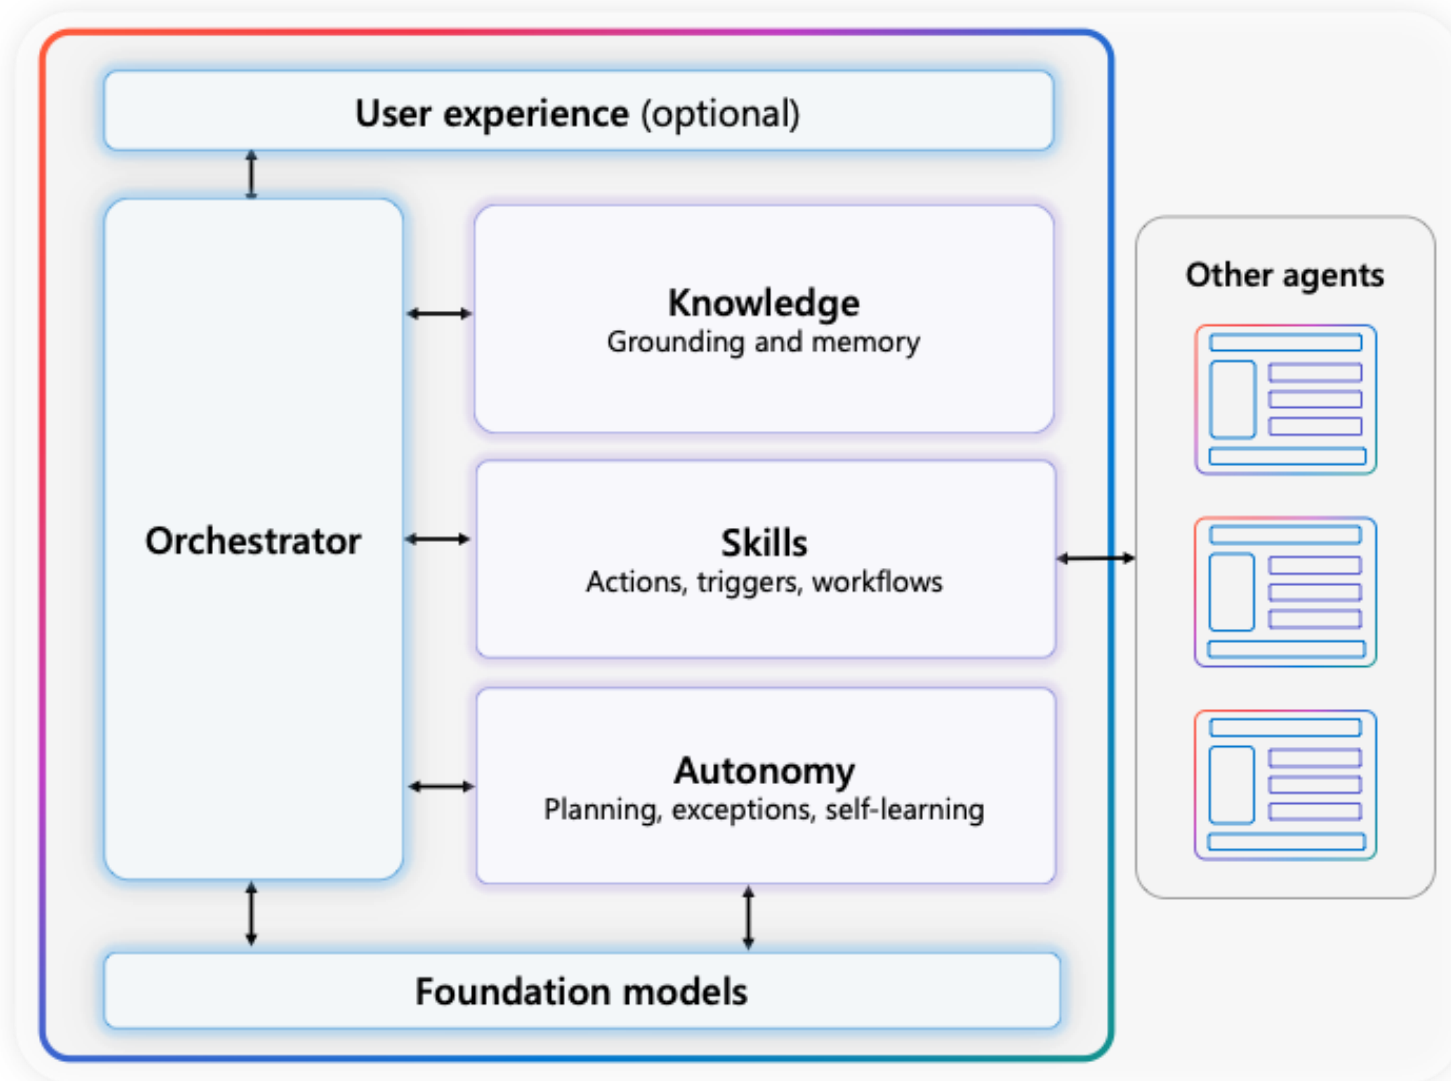 User experience (optional)
Orchestrator
Knowledge
Grounding and memory
Skills
Actions, triggers, workflows
Autonomy
Planning, exceptions, self-learning
Foundation models
Other agents